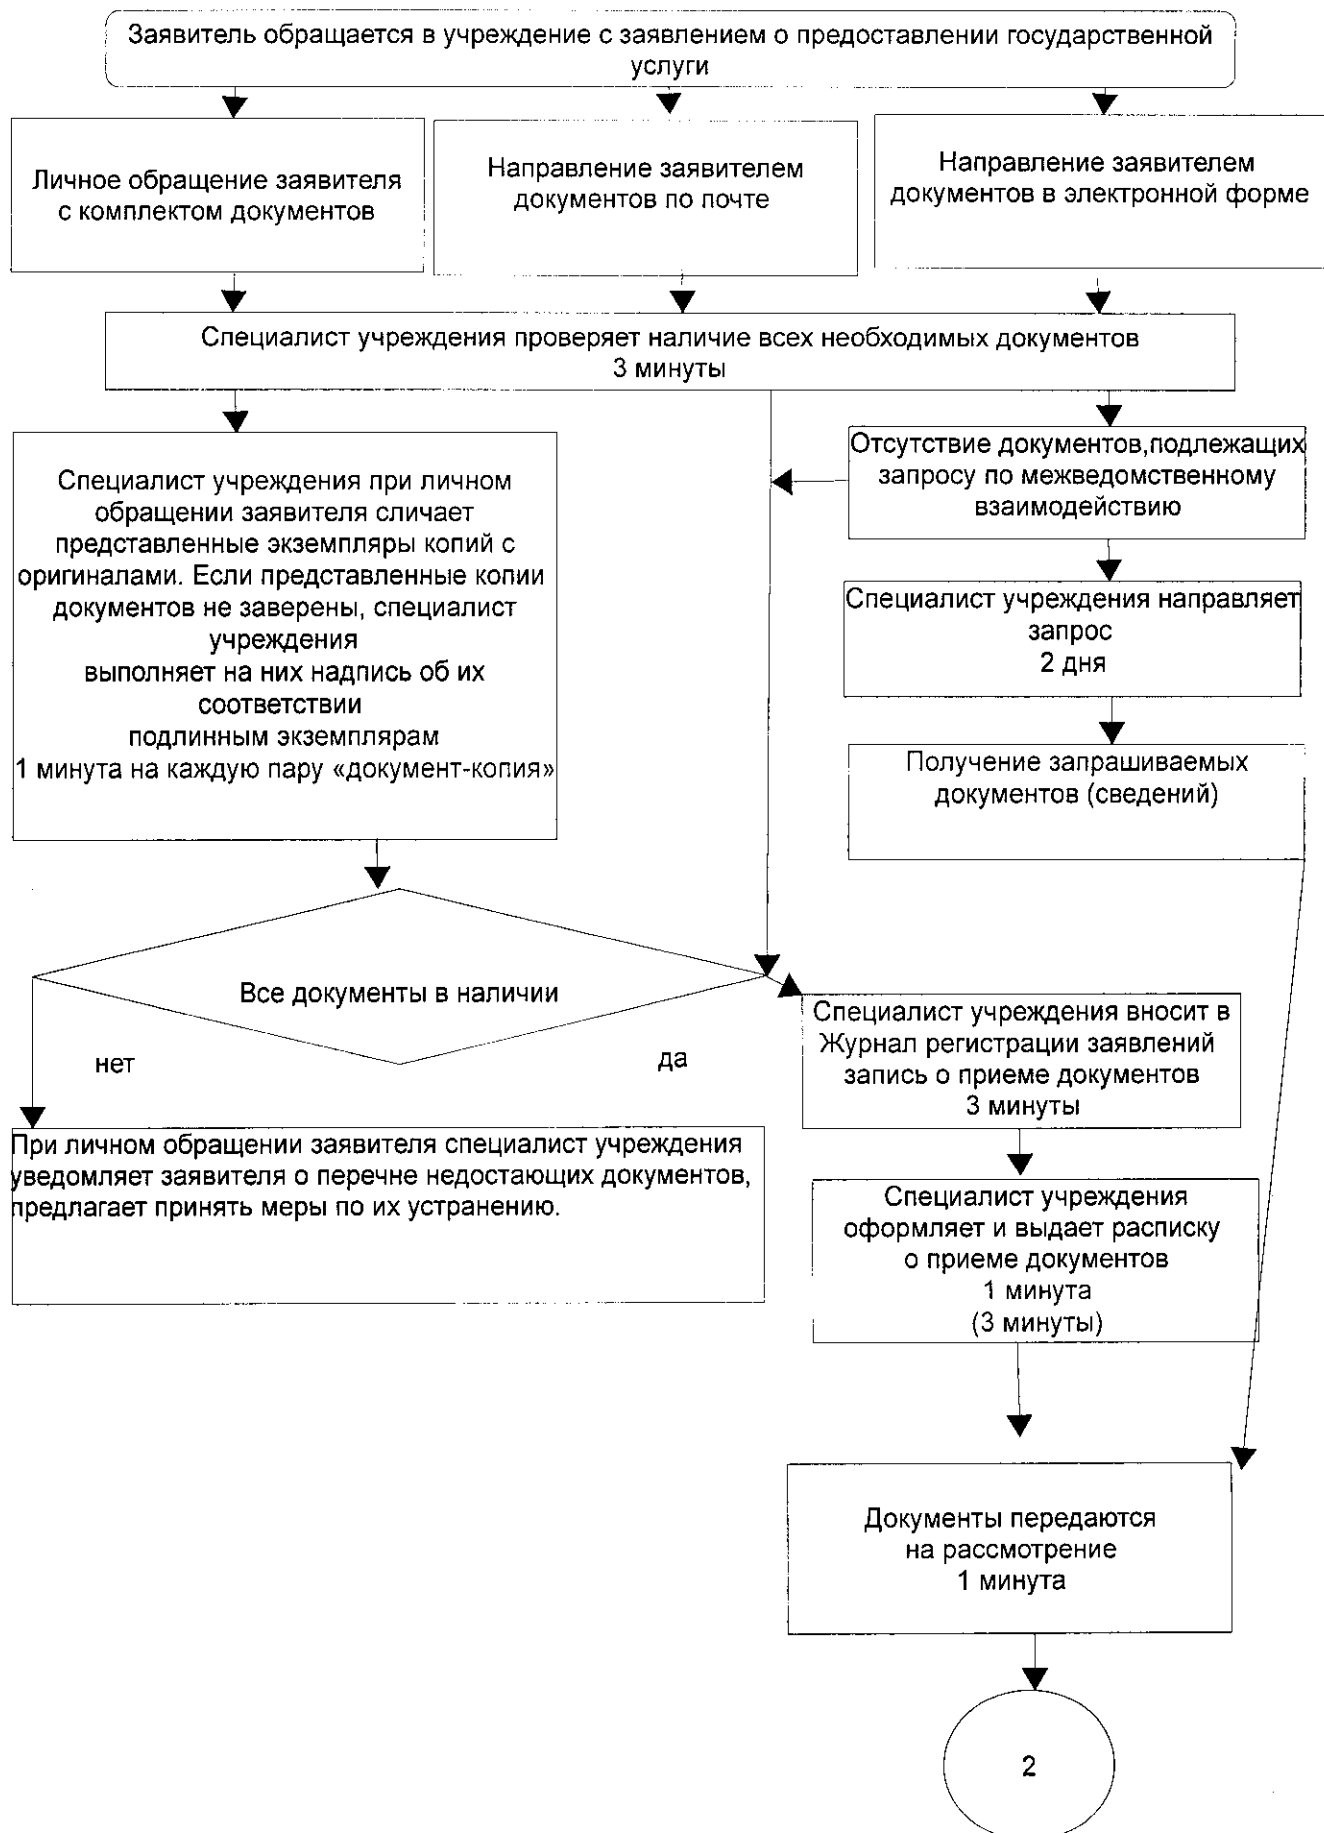 Заявитель обращается в учреждение с заявлением о предоставлении государственной
услуги
Личное обращение заявителя
с комплектом документов
Направление заявителем
документов по почте
Направление заявителем
документов в электронной форме
Специалист учреждения проверяет наличие всех необходимых документов
3 минуты
Специалист учреждения при личном
обращении заявителя сличает
представленные экземпляры копий с
оригиналами. Если представленные копии
документов не заверены, специалист
учреждения
выполняет на них надпись об их
соответствии
подлинным экземплярам
1 минута на каждую пару «документ-копия»
Отсутствие документов,подлежащих
запросу по межведомственному
взаимодействию
Специалист учреждения направляет
запрос
2 дня
Получение запрашиваемых
документов (сведений)
Все документы в наличии
нет
да
Специалист учреждения вносит в
Журнал регистрации заявлений
запись о приеме документов
3 минуты
При личном обращении заявителя специалист учреждения
уведомляет заявителя о перечне недостающих документов,
предлагает принять меры по их устранению.
Специалист учреждения
оформляет и выдает расписку
о приеме документов
1 минута
(3 минуты)
Документы передаются
на рассмотрение
1 минута
2